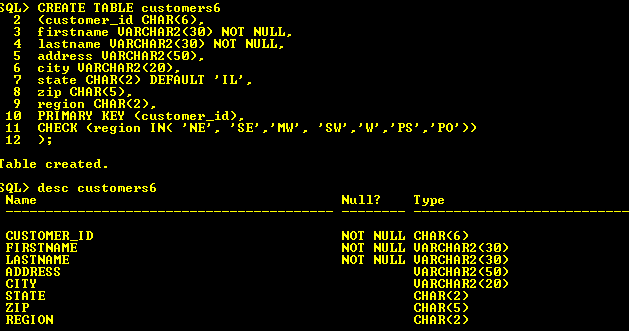 SQL> CREATE TABLE customers6
2 (customer_id CHAR(6),
3 firstname VARCHAR2(30) NOT NULL,
4 lastname VARCHAR2(30) NOT NULL,
5 address VARCHAR2(50),
6 city VARCHAR2(20),
7 state CHAR(2) DEFAULT 'IL',
8 zip CHAR(5),
9 region CHAR(2),
10 PRIMARY KEY (customer_id),
11 CHECK (region IN( 'NE', 'SE','MW', 'SW','W','PS','PO'))
12 );
Table created.
SQL> desc customers6
Name Null? Type
----------------------------------------- -------- ----------------------------
CUSTOMER_ID NOT NULL CHAR(6)
FIRSTNAME NOT NULL VARCHAR2(30)
LASTNAME NOT NULL VARCHAR2(30)
ADDRESS VARCHAR2(50)
CITY VARCHAR2(20)
STATE CHAR(2)
ZIP CHAR(5)
REGION CHAR(2)